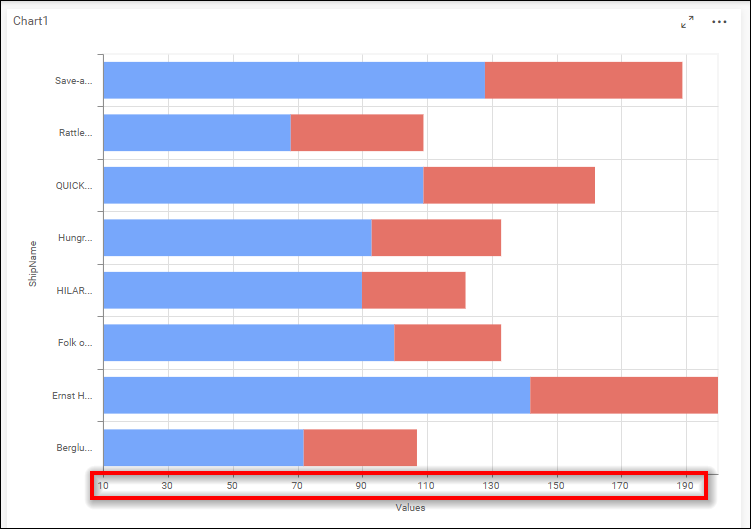 Chart1
Save-a...
Rattle...
QUICK...
Hungr...
HILAR...
Folk o...
Ernst H...
Berglu...
ShipName
10 30 50 70 90 110 130 150 170 190
Values